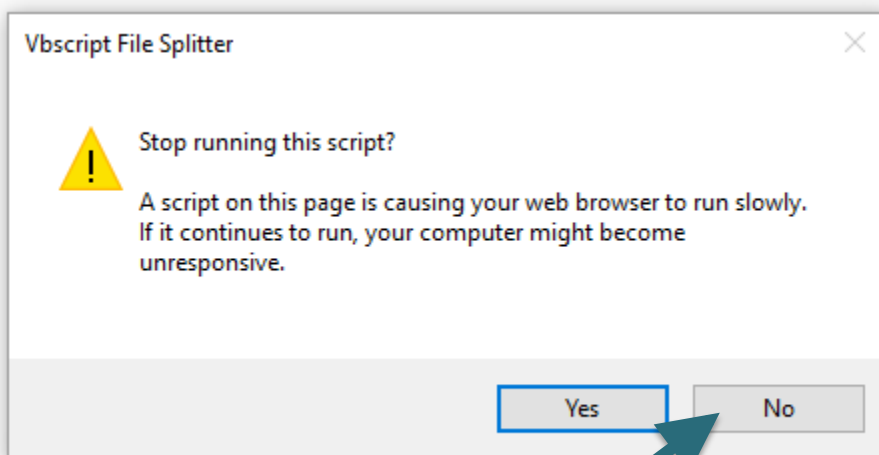 Vbscript File Splitter
Stop running this script?
A script on this page is causing your web browser to run slowly.
If it continues to run, your computer might become
unresponsive.
Yes
No